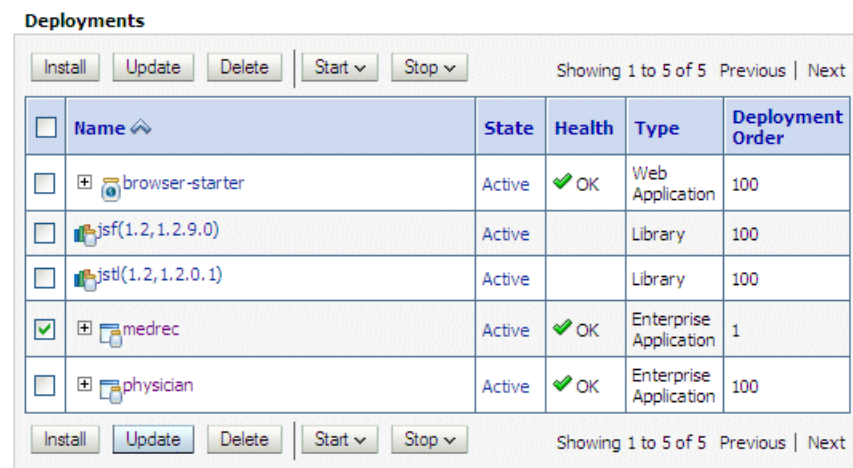 Deployments
Install Update Delete Start Stop Showing 1 to 5 of 5 Previous | Next
Name State Health Type Deployment Order
browser-starter Active OK Web Application 100
jsf(1.2,1.2.9.0) Active Library 100
jstl(1.2,1.2.0.1) Active Library 100
medrec Active OK Enterprise Application 1
physician Active OK Enterprise Application 100
Install Update Delete Start Stop Showing 1 to 5 of 5 Previous | Next